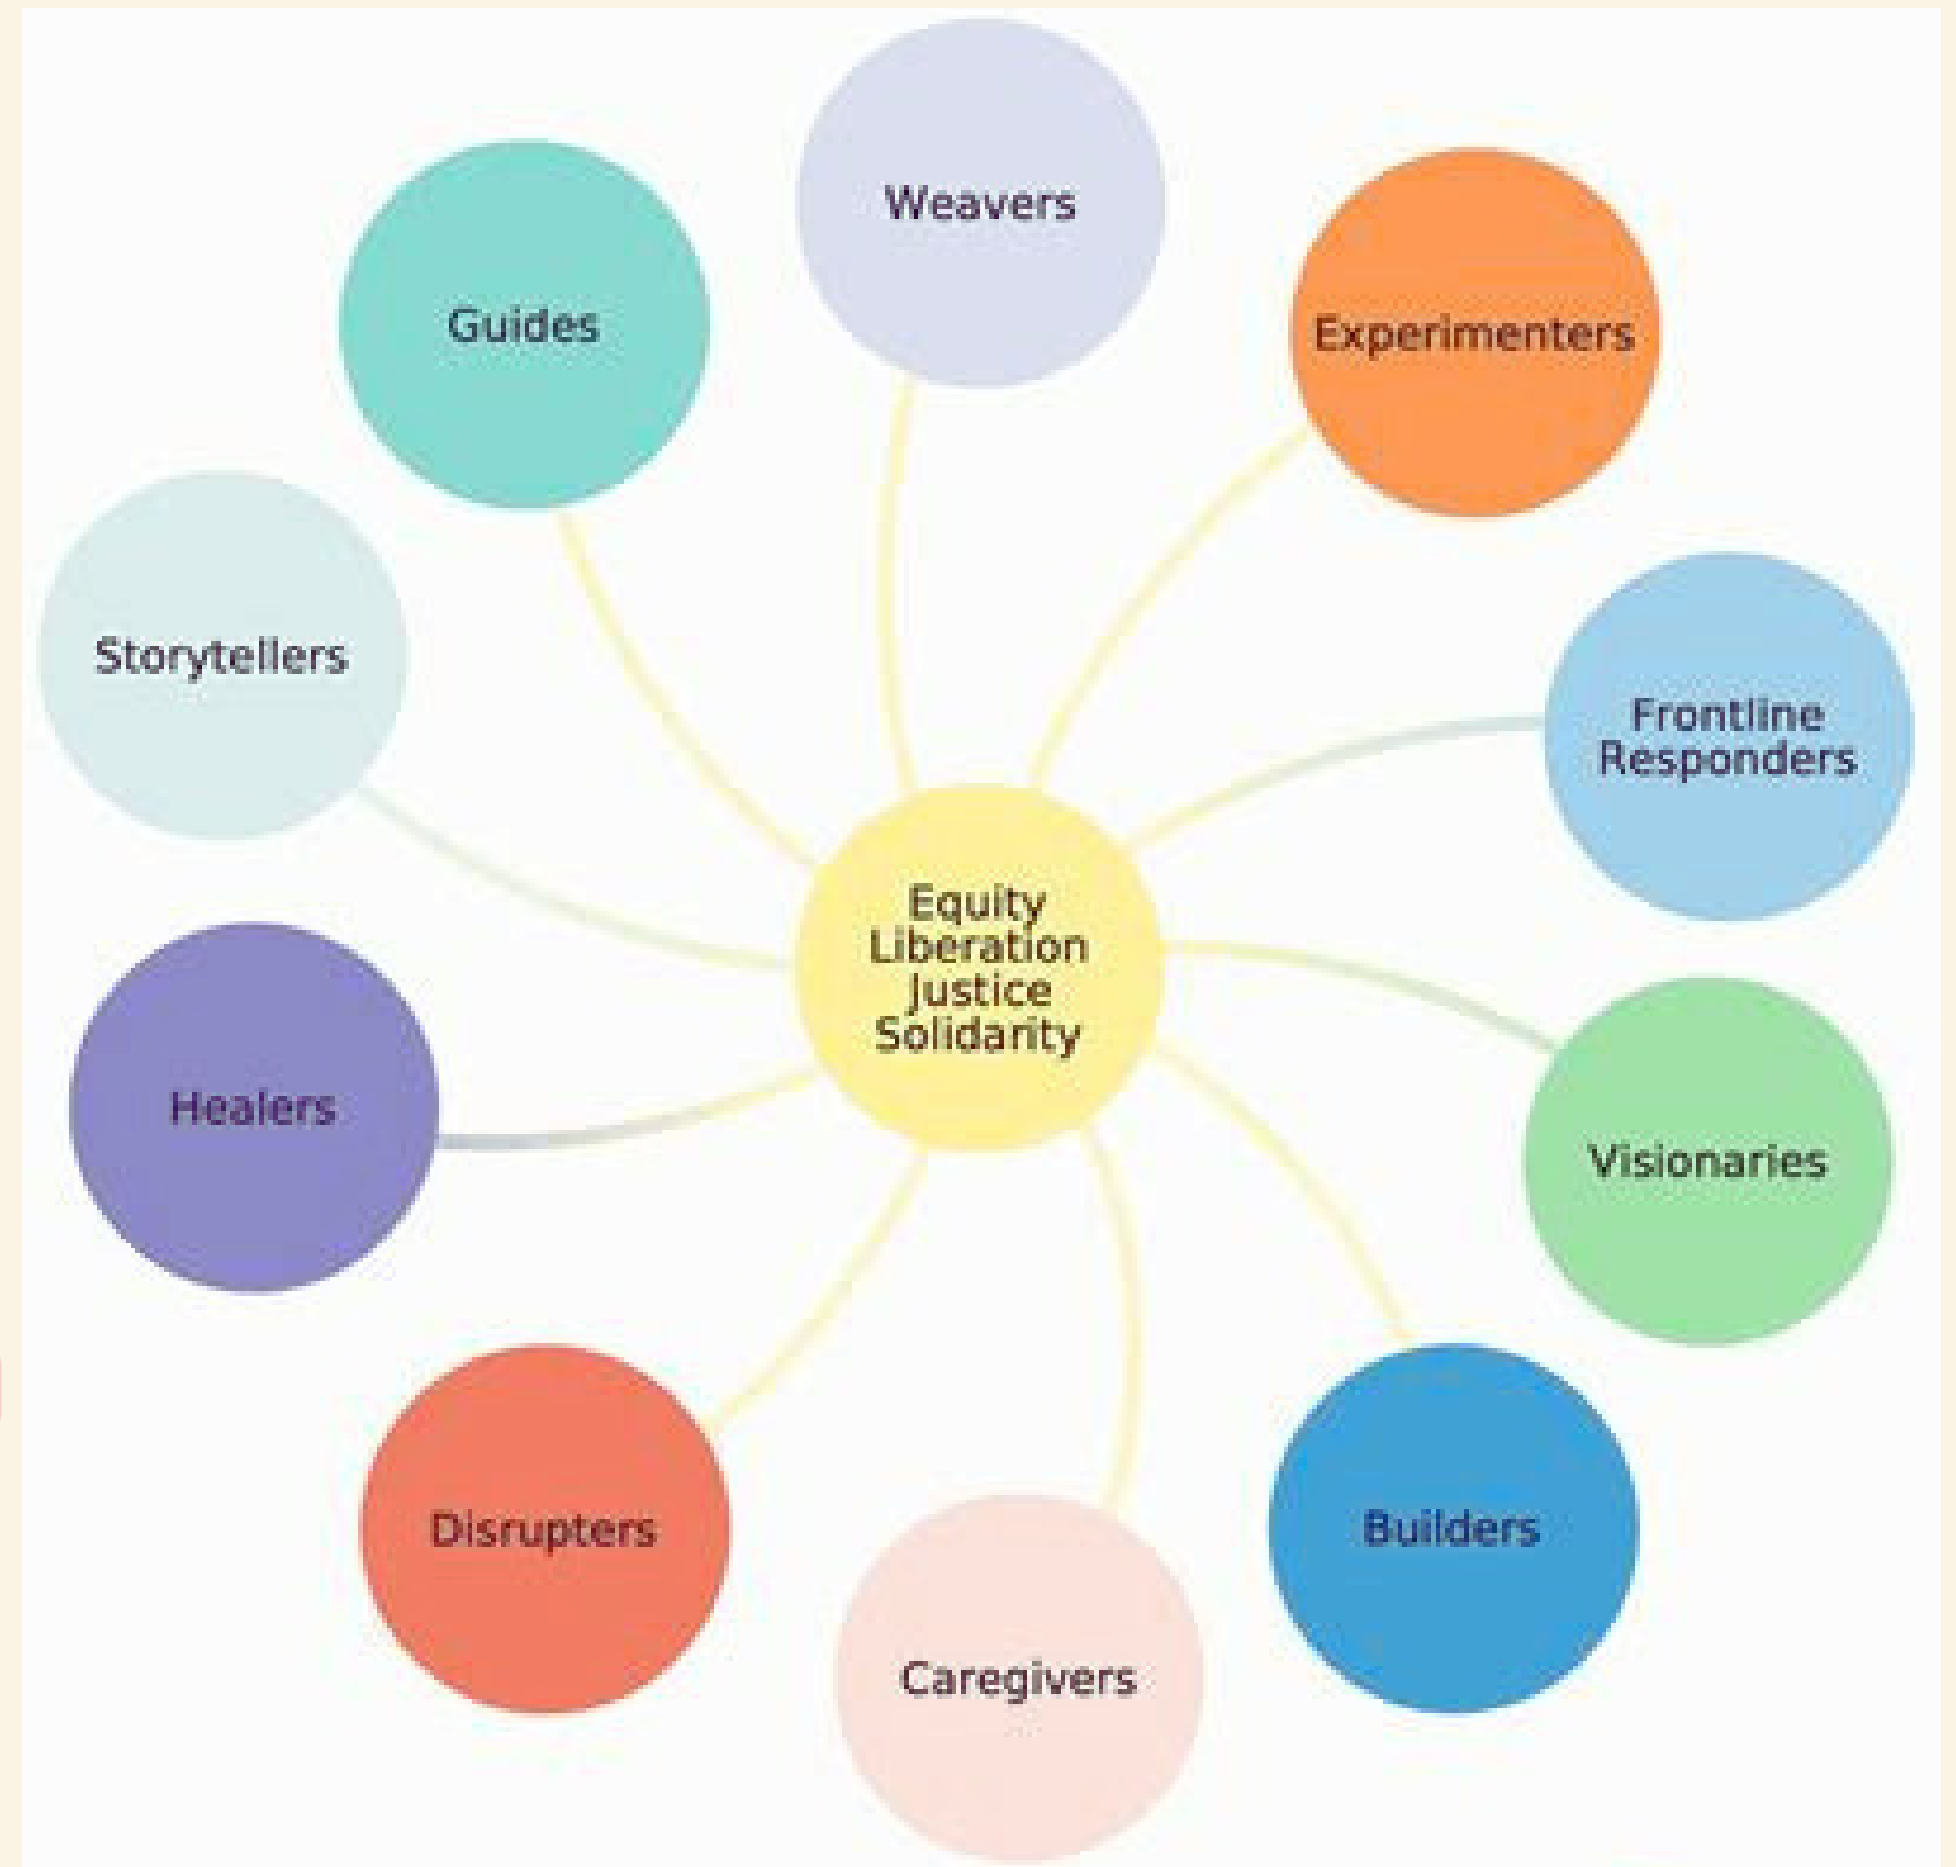 Weavers
Experimenters
Frontline
Responders
Visionaries
Builders
Caregivers
Disrupters
Healers
Storytellers
Guides
Equity
Liberation
Justice
Solidarity